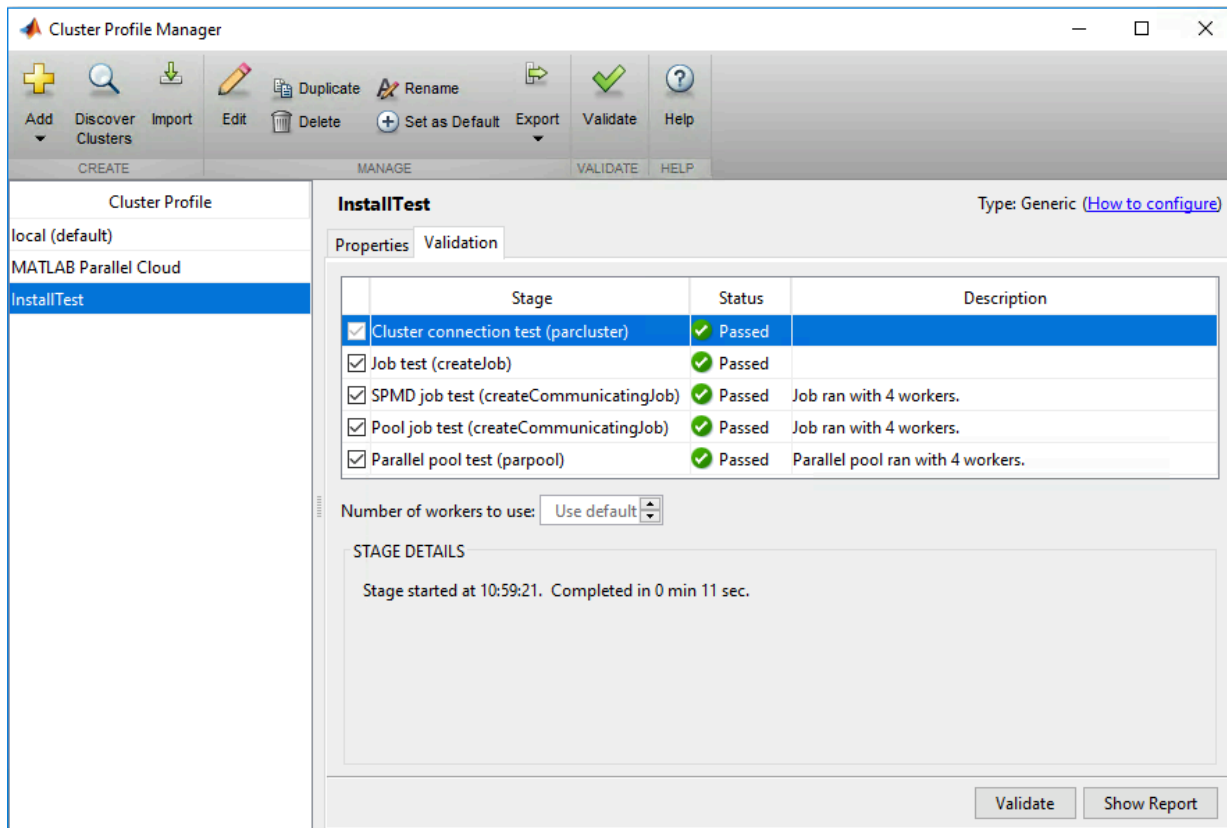 Cluster Profile Manager
Add
Discover Clusters
Import
Edit
Duplicate
Delete
Rename
Set as Default
Export
Validate
Help
CREATE
MANAGE
VALIDATE
HELP
Cluster Profile
local (default)
MATLAB Parallel Cloud
InstallTest
InstallTest
Type: Generic (How to configure)
Properties
Validation
Stage Status Description
Cluster connection test (parcluster) Passed
Job test (createJob) Passed
SPMD job test (createCommunicatingJob) Passed Job ran with 4 workers.
Pool job test (createCommunicatingJob) Passed Job ran with 4 workers.
Parallel pool test (parpool) Passed Parallel pool ran with 4 workers.
Number of workers to use: Use default
STAGE DETAILS
Stage started at 10:59:21. Completed in 0 min 11 sec.
Validate
Show Report